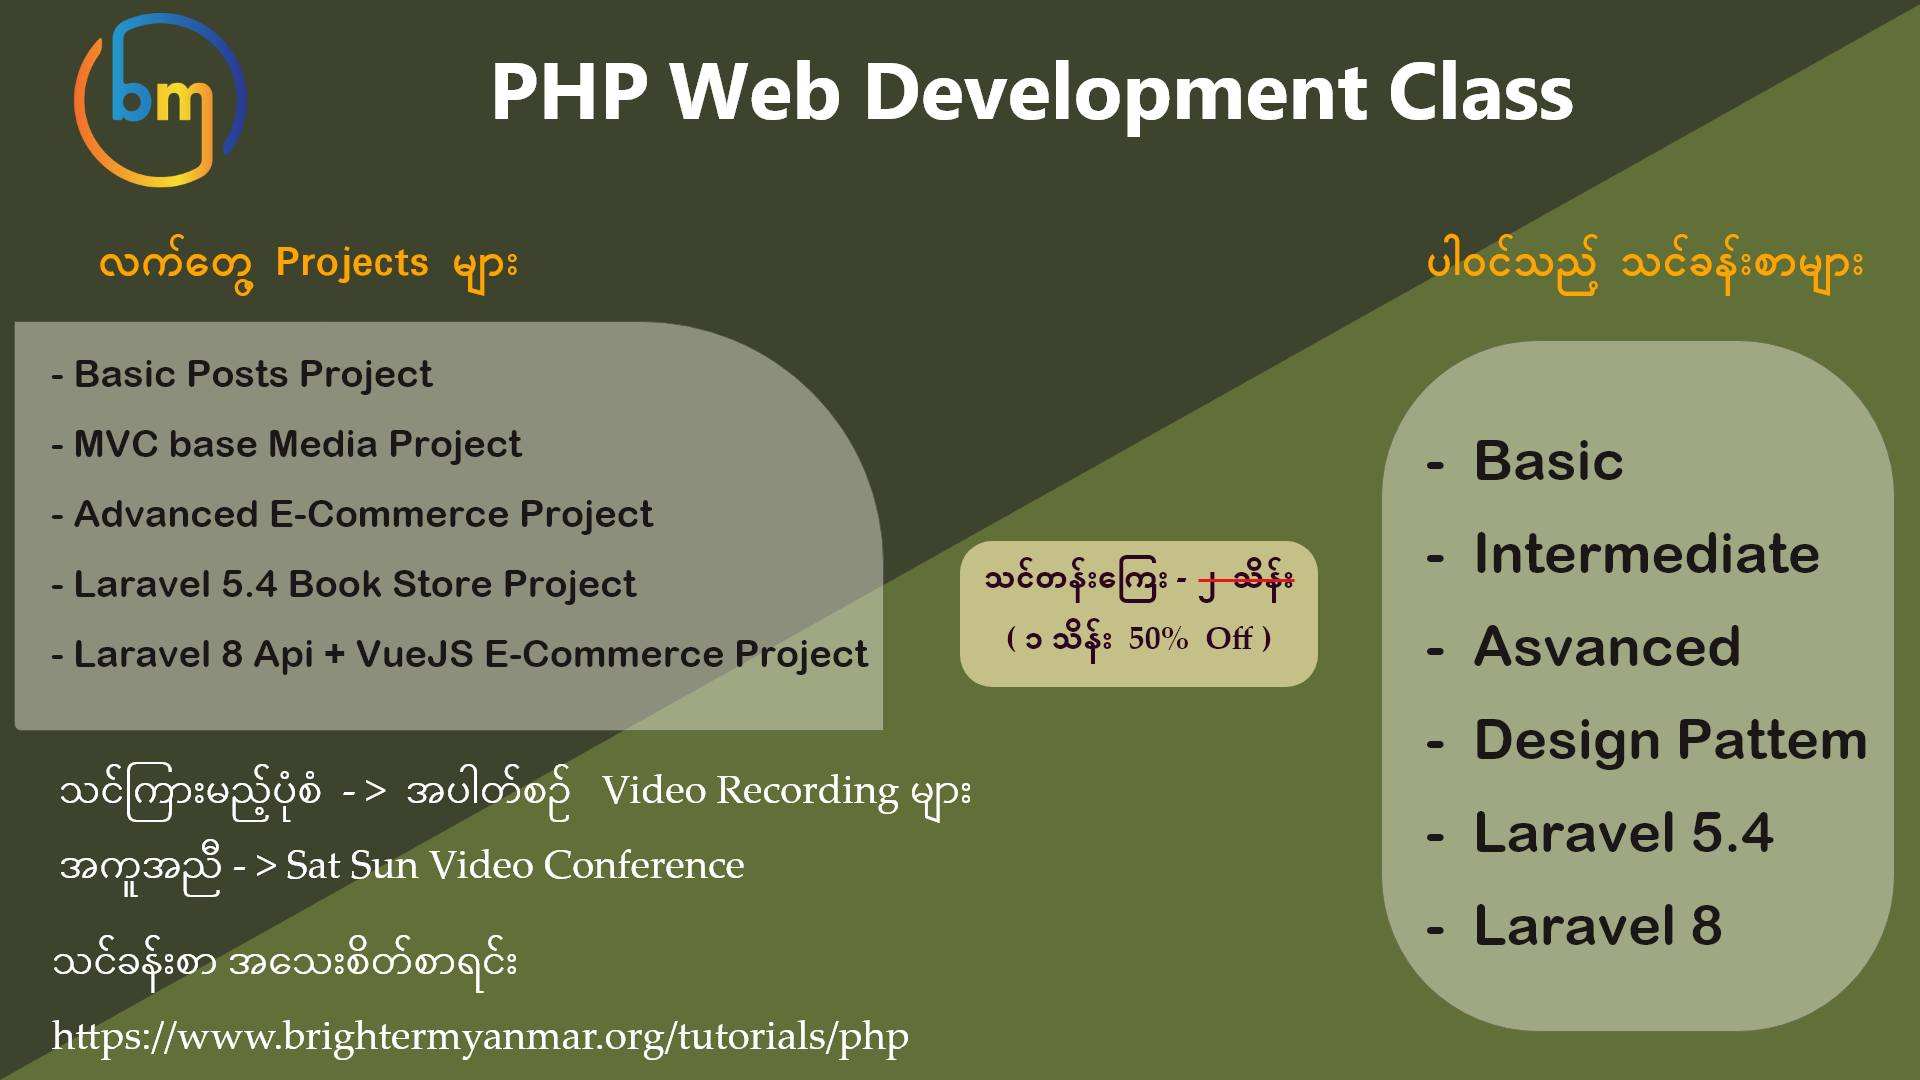 bm
PHP Web Development Class
လက်တွေ့ Projects များ
- Basic Posts Project
- MVC base Media Project
- Advanced E-Commerce Project
- Laravel 5.4 Book Store Project
- Laravel 8 Api + VueJS E-Commerce Project
သင်တန်းကြေး - ၂ သိန်း
( ၁ သိန်း 50% Off )
ပါဝင်သည့် သင်ခန်းစာများ
- Basic
- Intermediate
- Asvanced
- Design Pattem
- Laravel 5.4
- Laravel 8
သင်ကြားမည့်ပုံစံ - > အပါတ်စဉ် Video Recording များ
အကူအညီ - > Sat Sun Video Conference
သင်ခန်းစာ အသေးစိတ်စာရင်း
https://www.brightermyanmar.org/tutorials/php